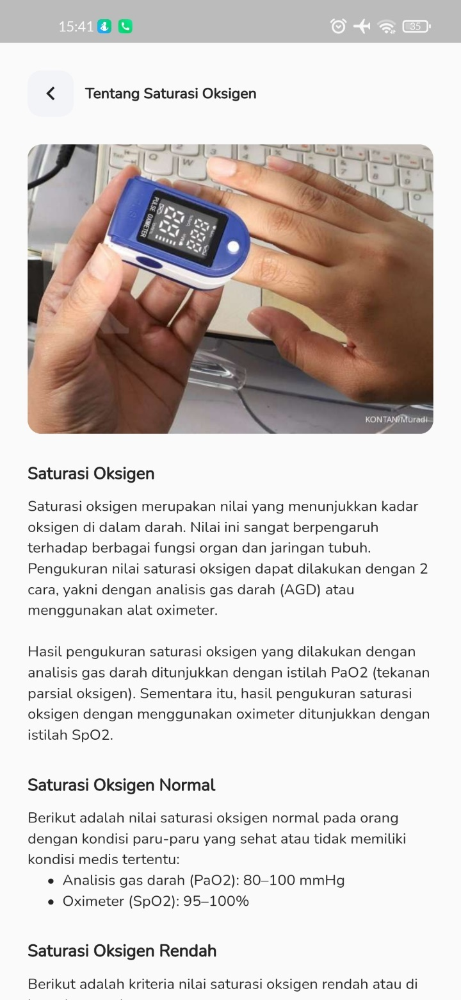 15:41
35
Tentang Saturasi Oksigen
Tab
Q
W
PULSE OXIMETER
KONTAN/Muradi
Saturasi Oksigen
Saturasi oksigen merupakan nilai yang menunjukkan kadar
oksigen di dalam darah. Nilai ini sangat berpengaruh
terhadap berbagai fungsi organ dan jaringan tubuh.
Pengukuran nilai saturasi oksigen dapat dilakukan dengan 2
cara, yakni dengan analisis gas darah (AGD) atau
menggunakan alat oximeter.
Hasil pengukuran saturasi oksigen yang dilakukan dengan
analisis gas darah ditunjukkan dengan istilah PaO2 (tekanan
parsial oksigen). Sementara itu, hasil pengukuran saturasi
oksigen dengan menggunakan oximeter ditunjukkan dengan
istilah SpO2.
Saturasi Oksigen Normal
Berikut adalah nilai saturasi oksigen normal pada orang
dengan kondisi paru-paru yang sehat atau tidak memiliki
kondisi medis tertentu:
• Analisis gas darah (PaO2): 80–100 mmHg
• Oximeter (SpO2): 95–100%
Saturasi Oksigen Rendah
Berikut adalah kriteria nilai saturasi oksigen rendah atau di